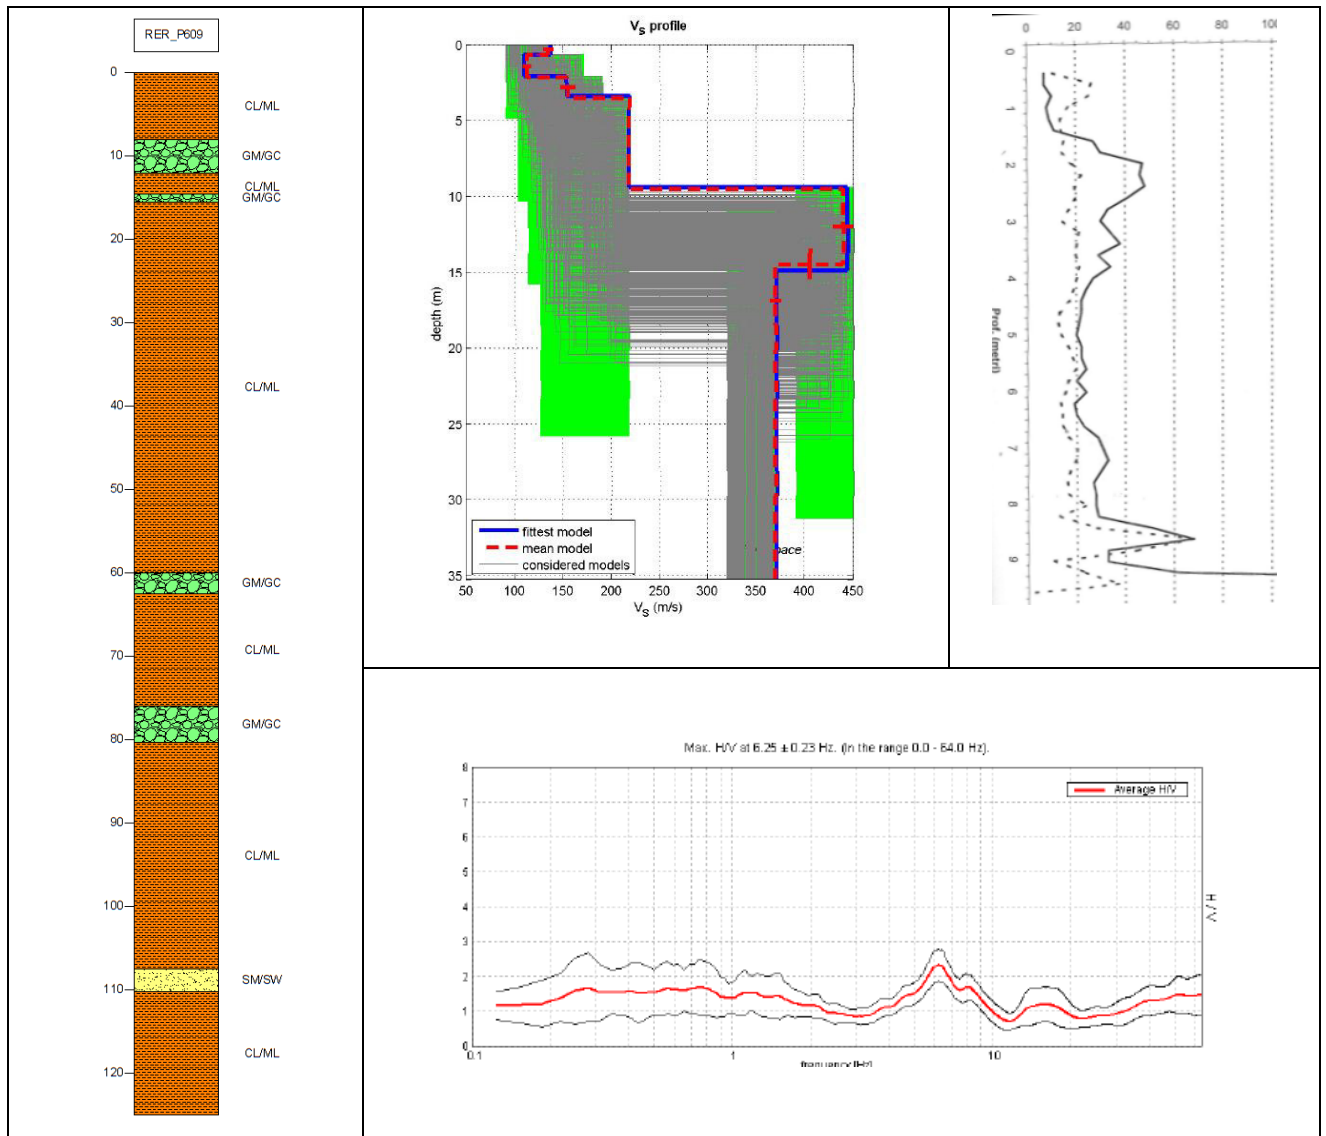 RER_P609
0
CL/ML
10
GM/GC
CL/ML
GM/GC
20
30
CL/ML
40
50
60
GM/GC
CL/ML
70
GM/GC
80
90
CL/ML
100
SM/SW
110
CL/ML
120
VS profile
0
5
10
15
20
25
30
35
depth (m)
fittest model
mean model
considered models
50 100 150 200 250 300 350 400 450
VS (m/s)
0 20 40 60 80
0
1
2
3
4
5
6
7
8
9
Prof. (metri)
Max. H/V at 6.25 ± 0.23 Hz. (In the range 0.0 - 64.0 Hz).
8
7
6
5
4
3
2
1
0
Average H/V
H / V
0.1 1 10
frequency [Hz]